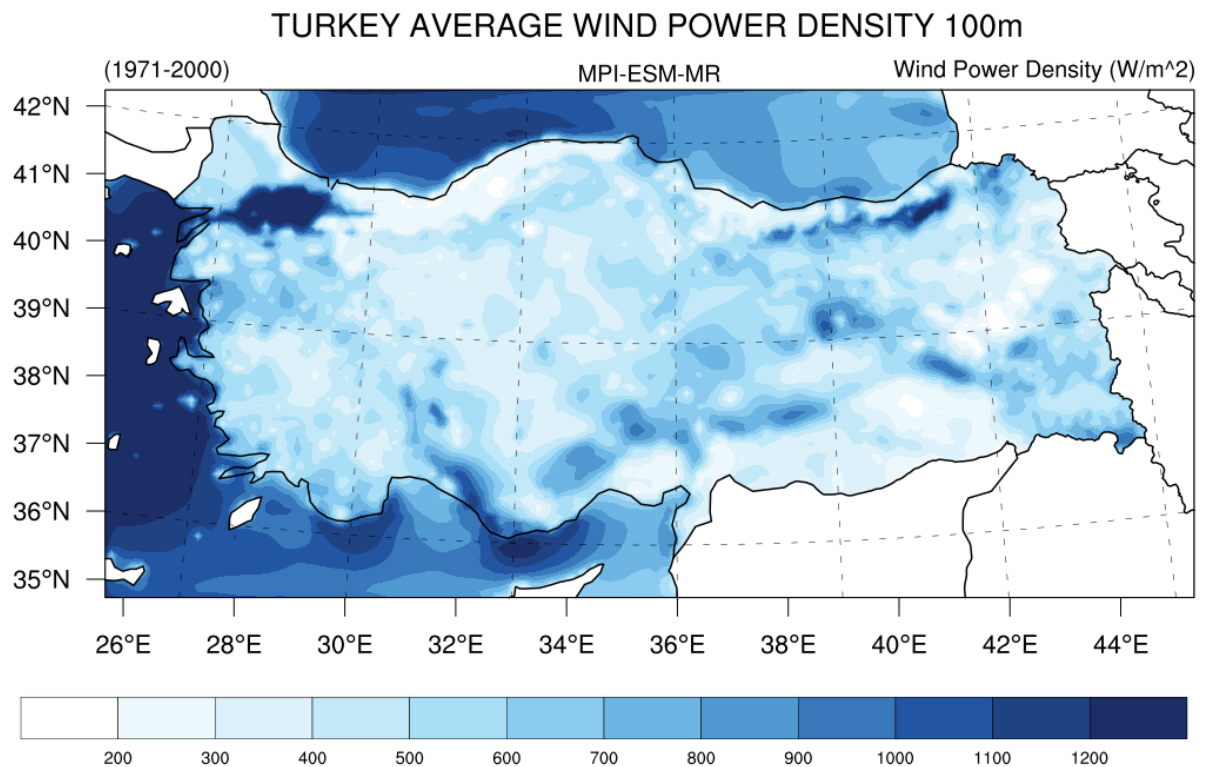 TURKEY AVERAGE WIND POWER DENSITY 100m
(1971-2000) MPI-ESM-MR Wind Power Density (W/m^2)
42°N
41°N
40°N
39°N
38°N
37°N
36°N
35°N
26°E 28°E 30°E 32°E 34°E 36°E 38°E 40°E 42°E 44°E
200 300 400 500 600 700 800 900 1000 1100 1200